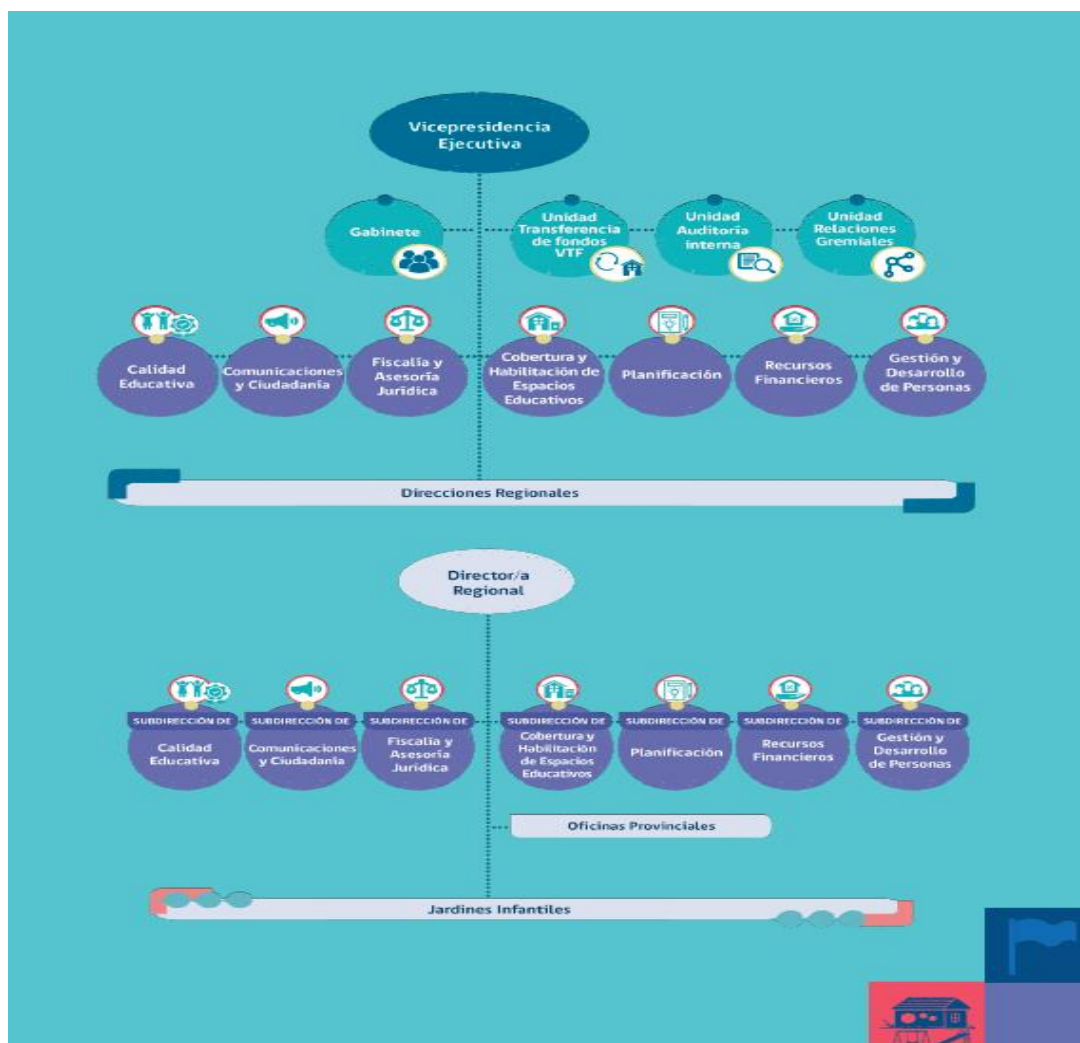 Vicepresidencia
Ejecutiva
Gabinete
Unidad
Transferencia
de fondos
VTF
Unidad
Auditoría
interna
Unidad
Relaciones
Gremiales
Calidad
Educativa
Comunicaciones
y Ciudadanía
Fiscalía y
Asesoría
Jurídica
Cobertura y
Habilitación de
Espacios
Educativos
Planificación
Recursos
Financieros
Gestión y
Desarrollo
de Personas
Direcciones Regionales
Director/a
Regional
SUBDIRECCIÓN DE
Calidad
Educativa
SUBDIRECCIÓN DE
Comunicaciones
y Ciudadanía
SUBDIRECCIÓN DE
Fiscalía y
Asesoría
Jurídica
SUBDIRECCIÓN DE
Cobertura y
Habilitación
de Espacios
Educativos
SUBDIRECCIÓN DE
Planificación
SUBDIRECCIÓN DE
Recursos
Financieros
SUBDIRECCIÓN DE
Gestión y
Desarrollo
de Personas
Oficinas Provinciales
Jardines Infantiles